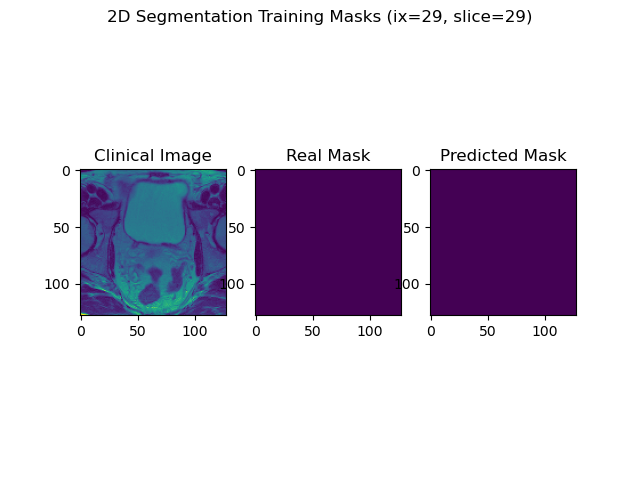 2D Segmentation Training Masks (ix=29, slice=29)
Clinical Image Real Mask Predicted Mask
0 0 0
50 50 50
100 100 100
0 50 100 0 50 100 0 50 100